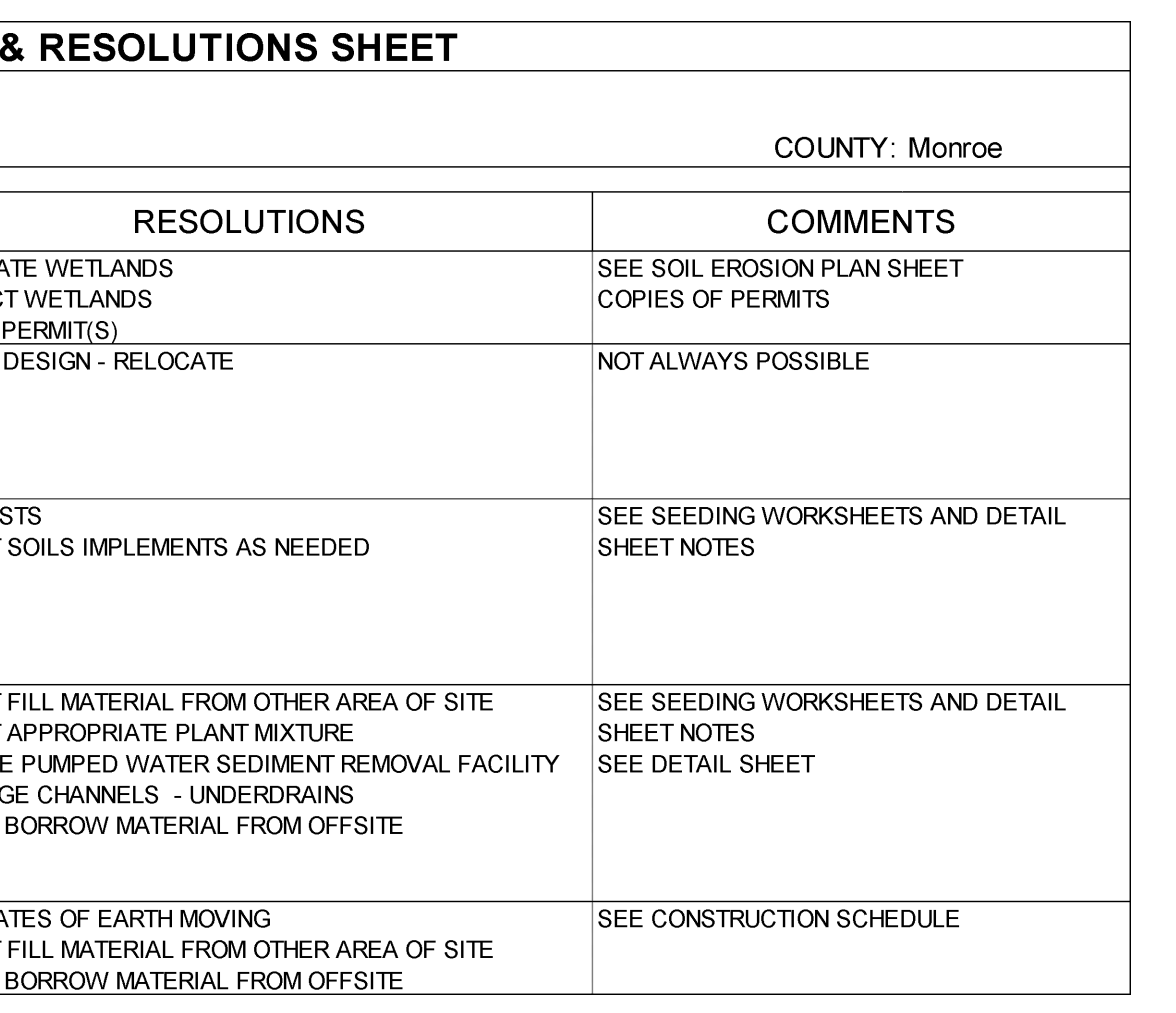 & RESOLUTIONS SHEET
COUNTY: Monroe
RESOLUTIONS
COMMENTS
ATE WETLANDS
CT WETLANDS
PERMIT(S)
SEE SOIL EROSION PLAN SHEET
COPIES OF PERMITS
DESIGN - RELOCATE
NOT ALWAYS POSSIBLE
STS
T SOILS IMPLEMENTS AS NEEDED
SEE SEEDING WORKSHEETS AND DETAIL
SHEET NOTES
T FILL MATERIAL FROM OTHER AREA OF SITE
T APPROPRIATE PLANT MIXTURE
E PUMPED WATER SEDIMENT REMOVAL FACILITY
GE CHANNELS - UNDERDRAINS
BORROW MATERIAL FROM OFFSITE
SEE SEEDING WORKSHEETS AND DETAIL
SHEET NOTES
SEE DETAIL SHEET
ATES OF EARTH MOVING
T FILL MATERIAL FROM OTHER AREA OF SITE
BORROW MATERIAL FROM OFFSITE
SEE CONSTRUCTION SCHEDULE